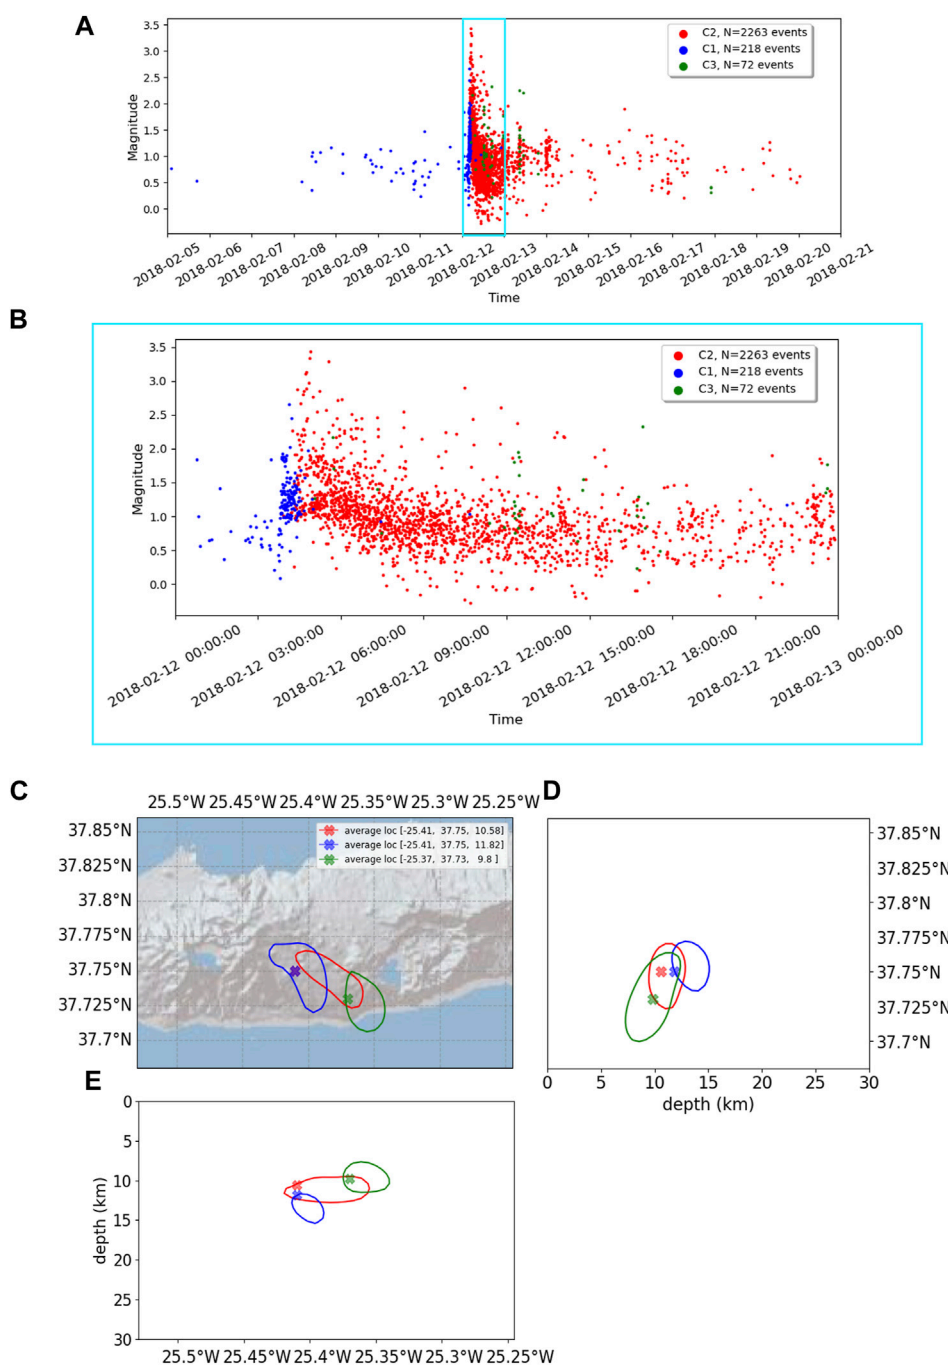 A
3.5
3.0
2.5
2.0
1.5
1.0
0.5
0.0
Magnitude
C2, N=2263 events
C1, N=218 events
C3, N=72 events
2018-02-05
2018-02-06
2018-02-07
2018-02-08
2018-02-09
2018-02-10
2018-02-11
2018-02-12
2018-02-13
2018-02-14
2018-02-15
2018-02-16
2018-02-17
2018-02-18
2018-02-19
2018-02-20
2018-02-21
Time
B
3.5
3.0
2.5
2.0
1.5
1.0
0.5
0.0
Magnitude
C2, N=2263 events
C1, N=218 events
C3, N=72 events
2018-02-12 00:00:00
2018-02-12 03:00:00
2018-02-12 06:00:00
2018-02-12 09:00:00
2018-02-12 12:00:00
2018-02-12 15:00:00
2018-02-12 18:00:00
2018-02-12 21:00:00
2018-02-13 00:00:00
Time
C
25.5°W 25.45°W 25.4°W 25.35°W 25.3°W 25.25°W
37.85°N
37.825°N
37.8°N
37.775°N
37.75°N
37.725°N
37.7°N
average loc [-25.41, 37.75, 10.58]
average loc [-25.41, 37.75, 11.82]
average loc [-25.37, 37.73, 9.8 ]
D
37.85°N
37.825°N
37.8°N
37.775°N
37.75°N
37.725°N
37.7°N
0 5 10 15 20 25 30
depth (km)
E
0
5
10
15
20
25
30
depth (km)
25.5°W 25.45°W 25.4°W 25.35°W 25.3°W 25.25°W